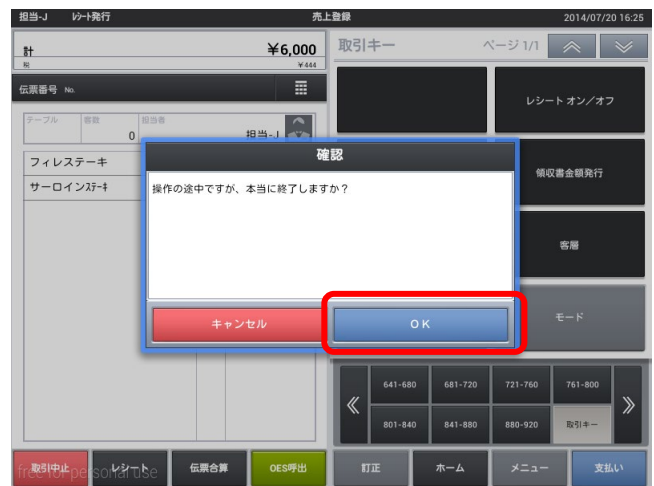 担当-J レシート発行 売上登録 2014/07/20 16:25
計 ¥6,000
税 ¥444
取引キー ページ 1/1
伝票番号 No.
テーブル 客数 0 担当者 担当-J
フィレステーキ
サーロインステーキ
レシート オン／オフ
領収書金額発行
客層
モード
確認
操作の途中ですが、本当に終了しますか？
キャンセル OK
641-680 681-720 721-760 761-800
801-840 841-880 880-920 取引キー
取引中止 レシート 伝票合算 OES呼出 訂正 ホーム メニュー 支払い
free for personal use